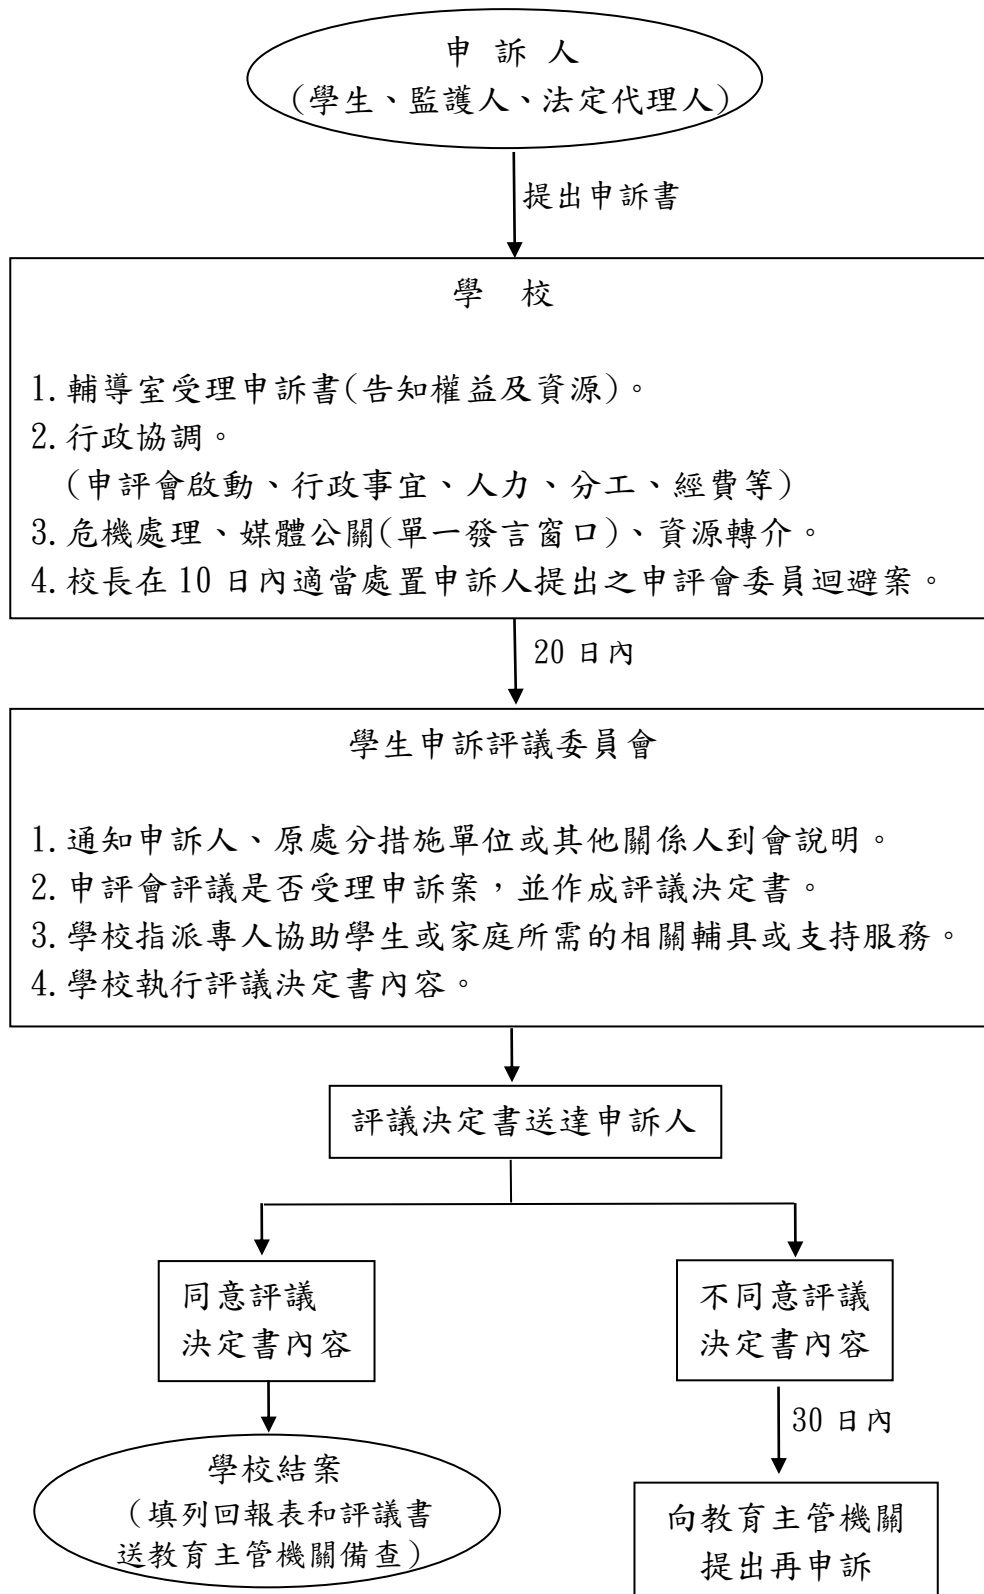 申 訴 人
(學生、監護人、法定代理人)
提出申訴書
學 校
1.輔導室受理申訴書(告知權益及資源)。
2.行政協調。
(申評會啟動、行政事宜、人力、分工、經費等)
3.危機處理、媒體公關(單一發言窗口)、資源轉介。
4.校長在 10 日內適當處置申訴人提出之申評會委員迴避案。
20 日內
學生申訴評議委員會
1.通知申訴人、原處分措施單位或其他關係人到會說明。
2.申評會評議是否受理申訴案，並作成評議決定書。
3.學校指派專人協助學生或家庭所需的相關輔具或支持服務。
4.學校執行評議決定書內容。
評議決定書送達申訴人
同意評議
決定書內容
不同意評議
決定書內容
30 日內
學校結案
（填列回報表和評議書
送教育主管機關備查）
向教育主管機關
提出再申訴